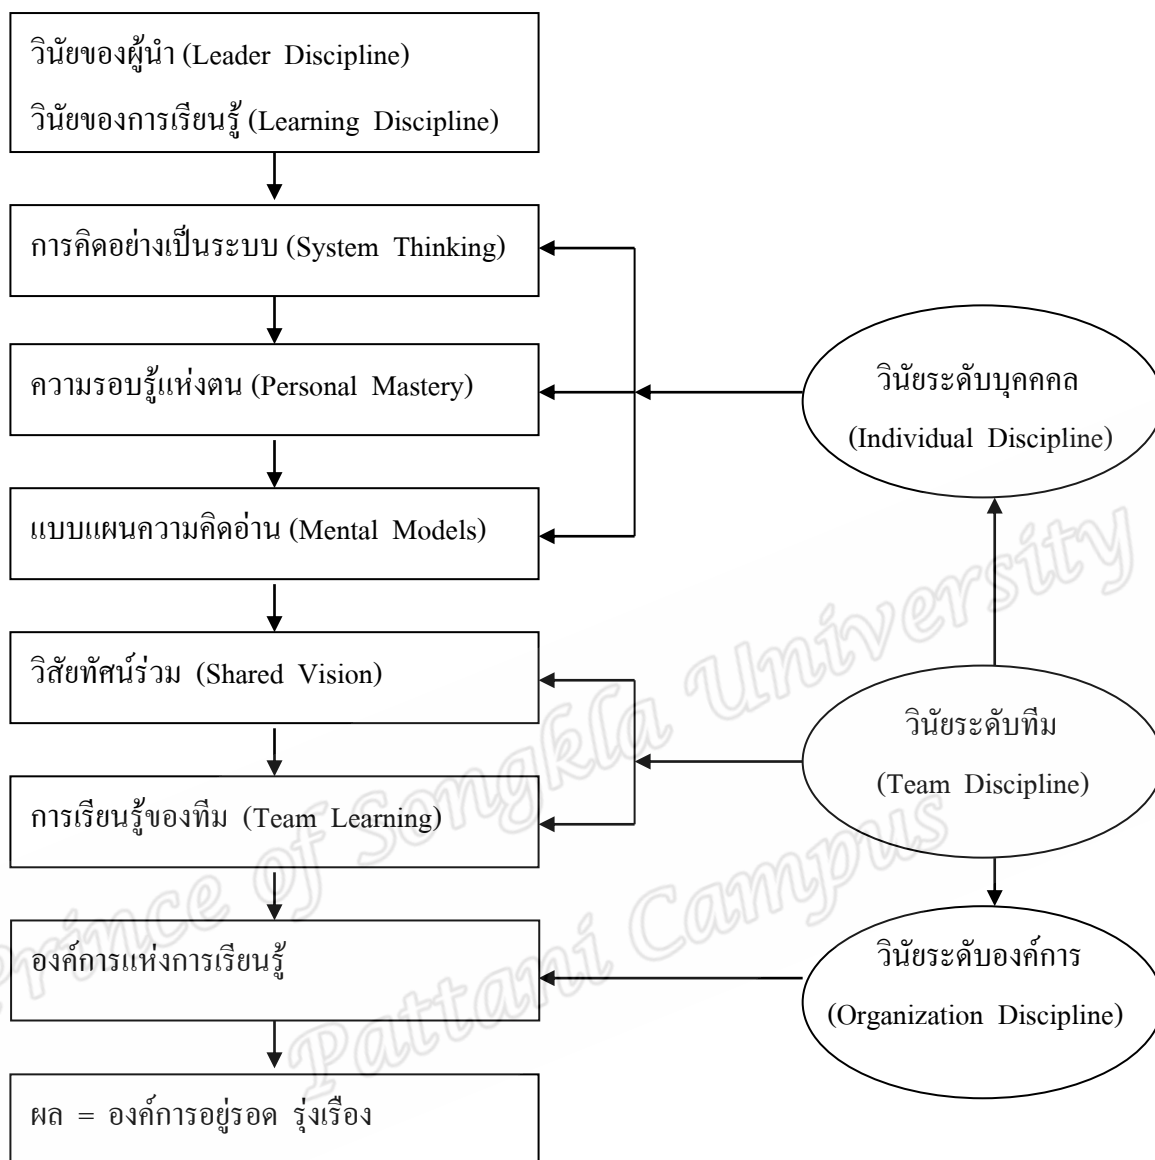 วินัยของผู้นำ (Leader Discipline)
วินัยของการเรียนรู้ (Learning Discipline)
การคิดอย่างเป็นระบบ (System Thinking)
ความรอบรู้แห่งตน (Personal Mastery)
วินัยระดับบุคคคล
(Individual Discipline)
แบบแผนความคิดอ่าน (Mental Models)
วิสัยทัศน์ร่วม (Shared Vision)
วินัยระดับทีม
(Team Discipline)
การเรียนรู้ของทีม (Team Learning)
องค์การแห่งการเรียนรู้
วินัยระดับองค์การ
(Organization Discipline)
ผล = องค์การอยู่รอด รุ่งเรือง
Prince of Songkla University
Pattani Campus